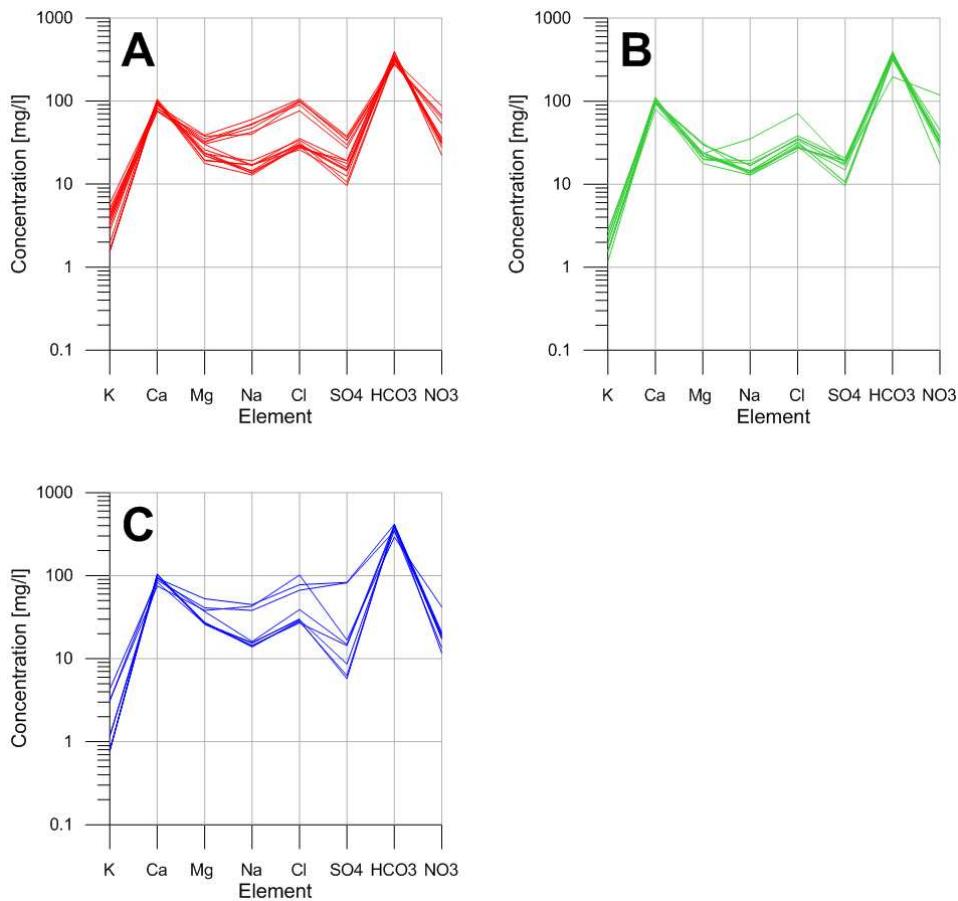 A
1000
100
10
1
0.1
Concentration [mg/l]
K Ca Mg Na Cl SO4 HCO3 NO3
Element
B
1000
100
10
1
0.1
Concentration [mg/l]
K Ca Mg Na Cl SO4 HCO3 NO3
Element
C
1000
100
10
1
0.1
Concentration [mg/l]
K Ca Mg Na Cl SO4 HCO3 NO3
Element